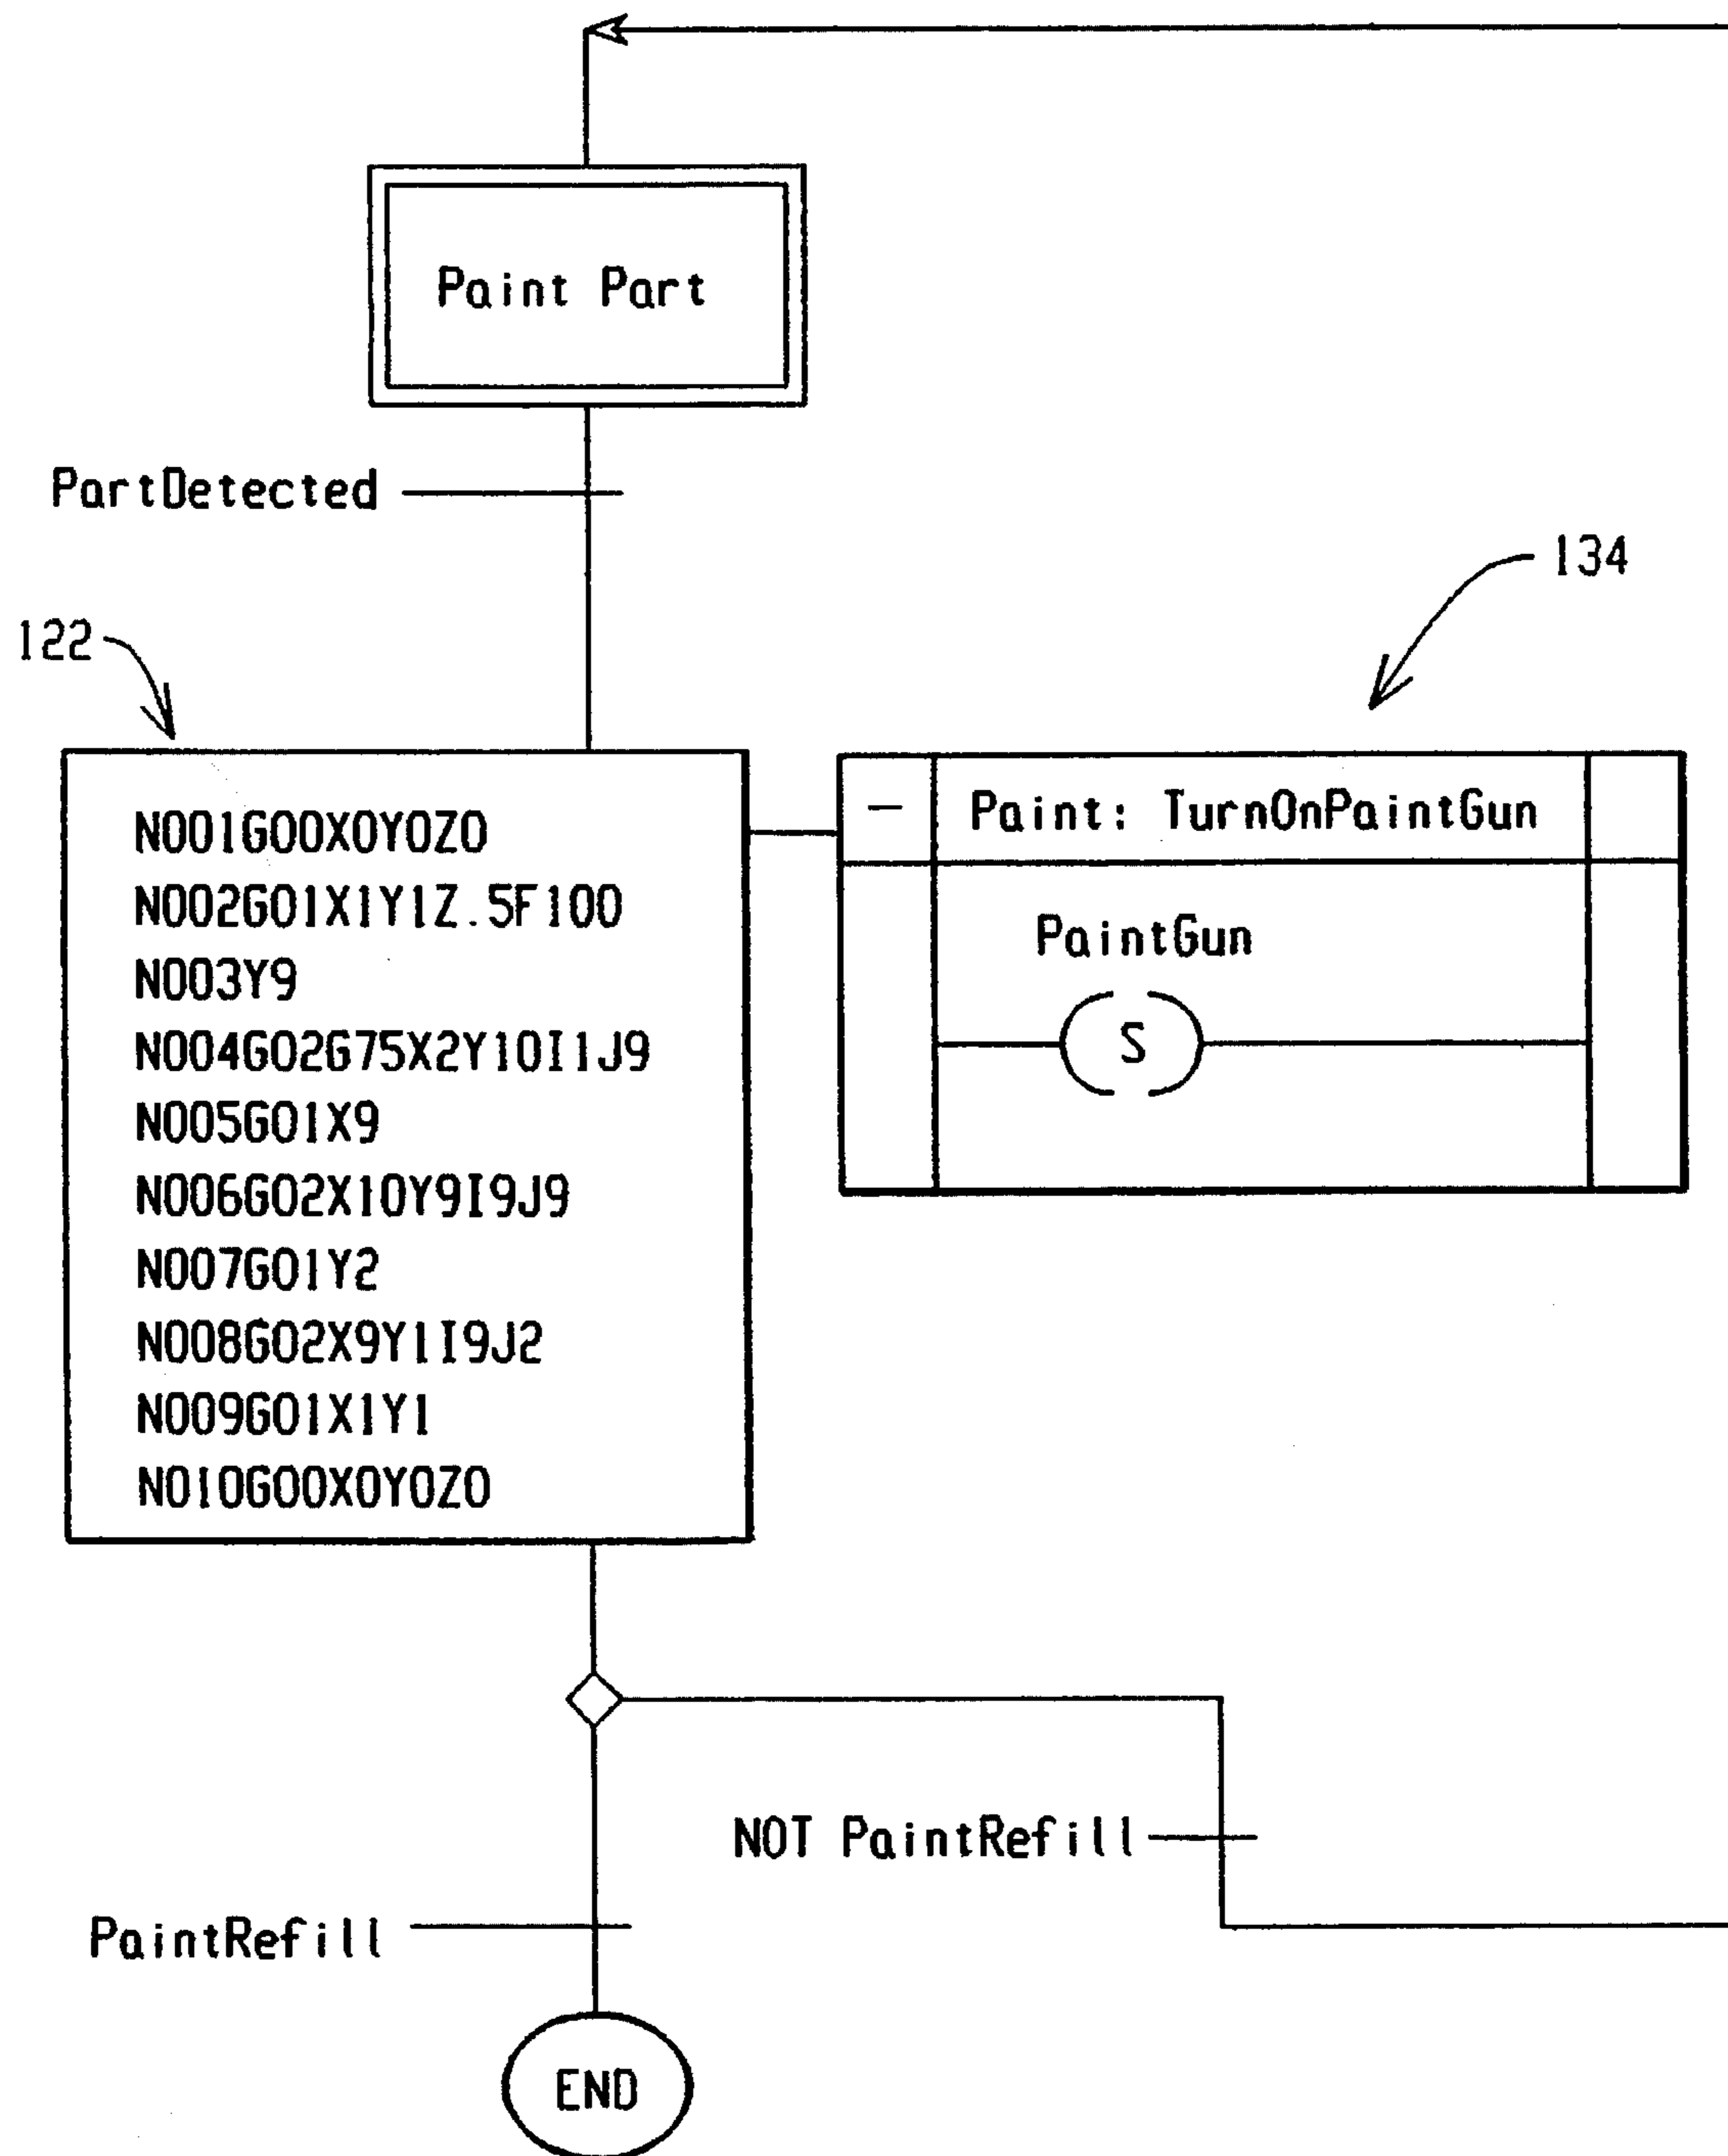 Paint Part
PartDetected
134
122
N001G00X0Y0Z0
N002G01X1Y1Z.5F100
N003Y9
N004G02G75X2Y10I1J9
N005G01X9
N006G02X10Y9I9J9
N007G01Y2
N008G02X9Y1I9J2
N009G01X1Y1
N010G00X0Y0Z0
— Paint: TurnOnPaintGun
PaintGun
S
NOT PaintRefill
PaintRefill
END